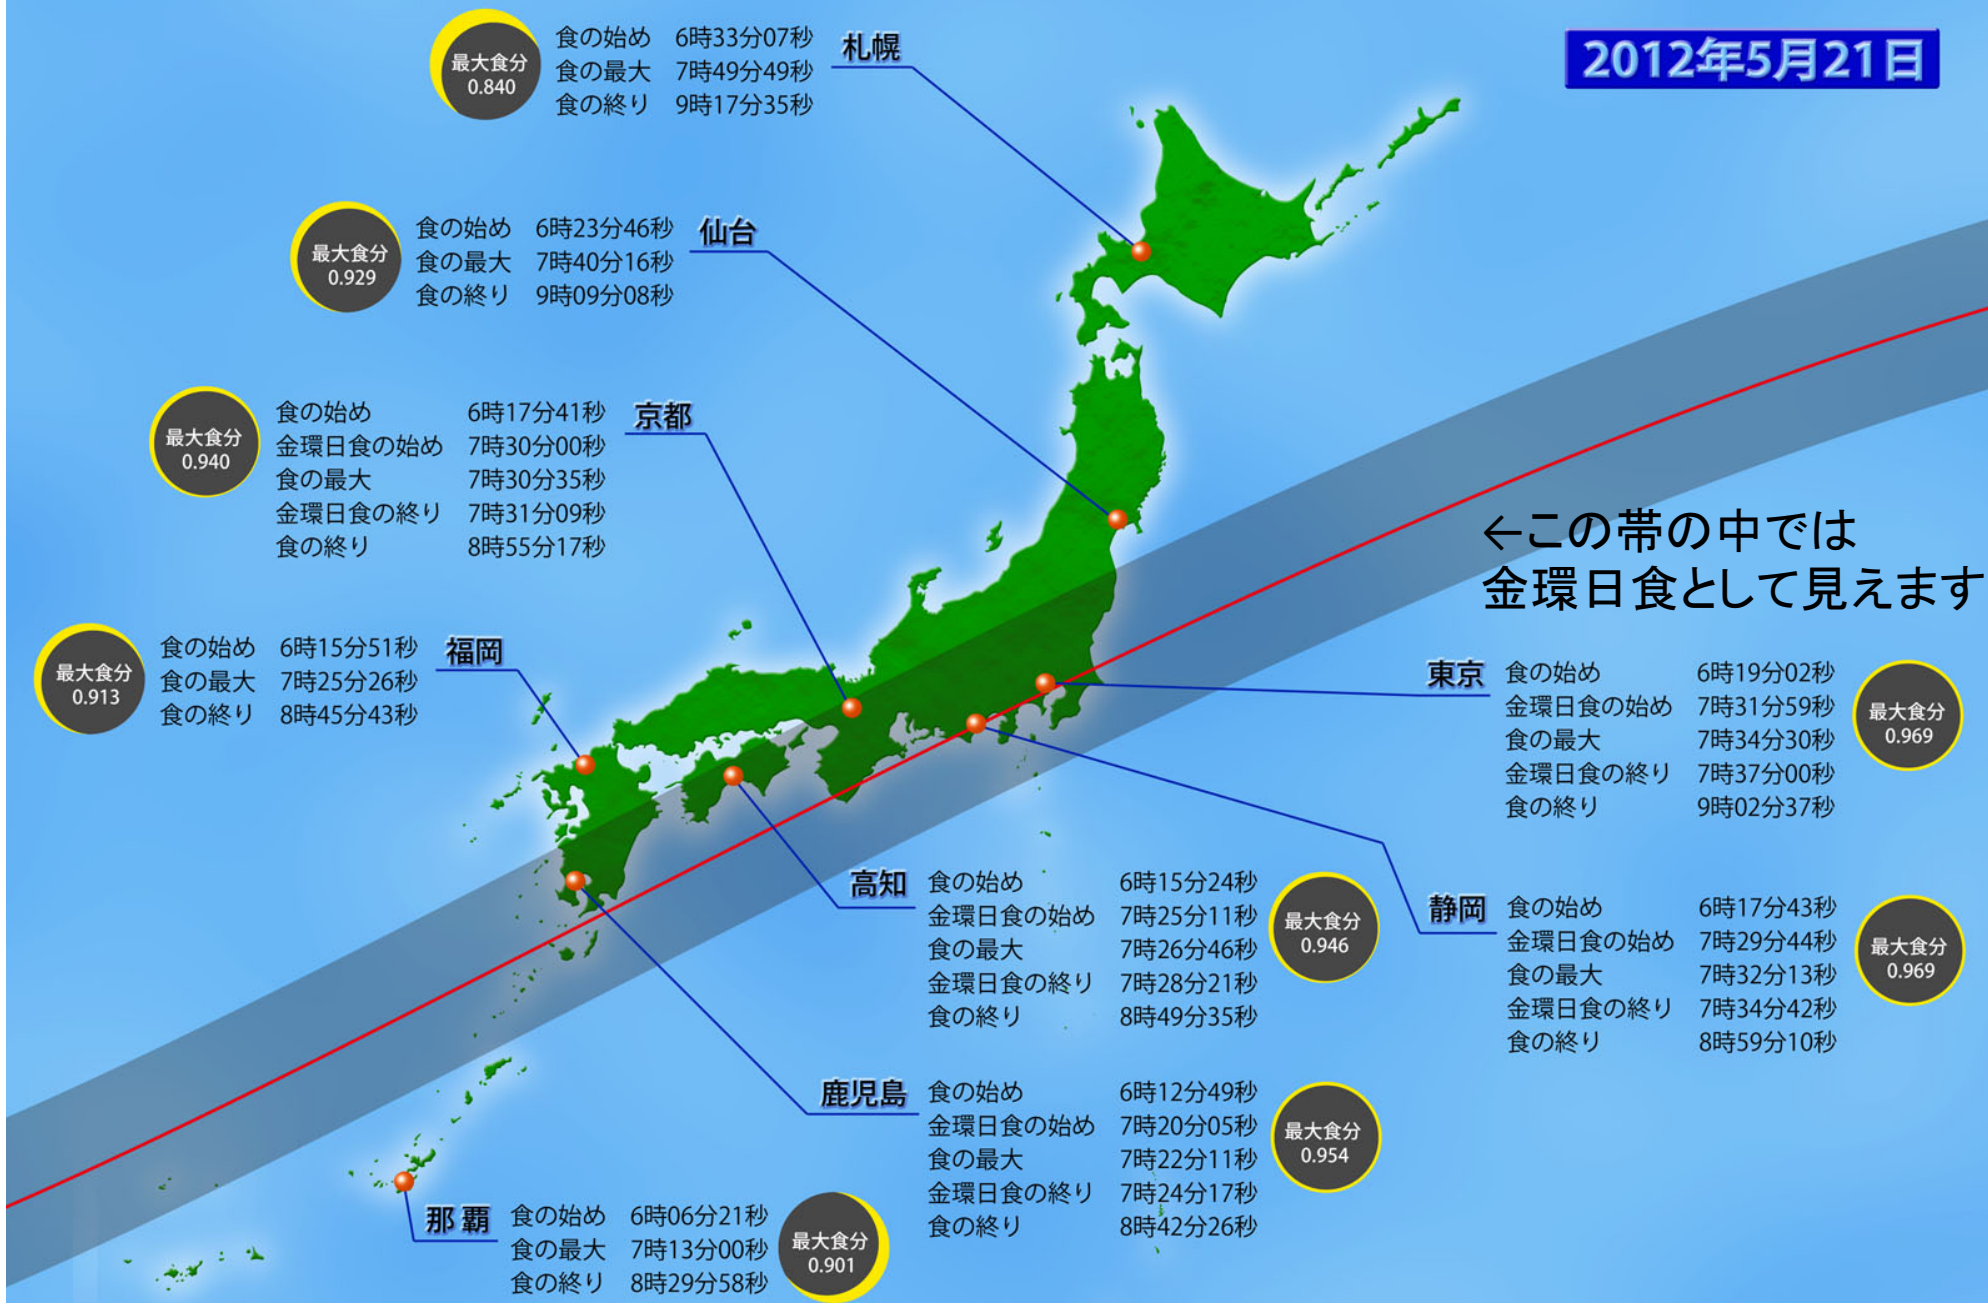 2012年5月21日
札幌
食の始め 6時33分07秒
食の最大 7時49分49秒
食の終り 9時17分35秒
最大食分
0.840
仙台
食の始め 6時23分46秒
食の最大 7時40分16秒
食の終り 9時09分08秒
最大食分
0.929
京都
食の始め 6時17分41秒
金環日食の始め 7時30分00秒
食の最大 7時30分35秒
金環日食の終り 7時31分09秒
食の終り 8時55分17秒
最大食分
0.940
←この帯の中では
金環日食として見えます
福岡
食の始め 6時15分51秒
食の最大 7時25分26秒
食の終り 8時45分43秒
最大食分
0.913
東京
食の始め 6時19分02秒
金環日食の始め 7時31分59秒
食の最大 7時34分30秒
金環日食の終り 7時37分00秒
食の終り 9時02分37秒
最大食分
0.969
高知
食の始め 6時15分24秒
金環日食の始め 7時25分11秒
食の最大 7時26分46秒
金環日食の終り 7時28分21秒
食の終り 8時49分35秒
最大食分
0.946
静岡
食の始め 6時17分43秒
金環日食の始め 7時29分44秒
食の最大 7時32分13秒
金環日食の終り 7時34分42秒
食の終り 8時59分10秒
最大食分
0.969
鹿児島
食の始め 6時12分49秒
金環日食の始め 7時20分05秒
食の最大 7時22分11秒
金環日食の終り 7時24分17秒
食の終り 8時42分26秒
最大食分
0.954
那覇
食の始め 6時06分21秒
食の最大 7時13分00秒
食の終り 8時29分58秒
最大食分
0.901